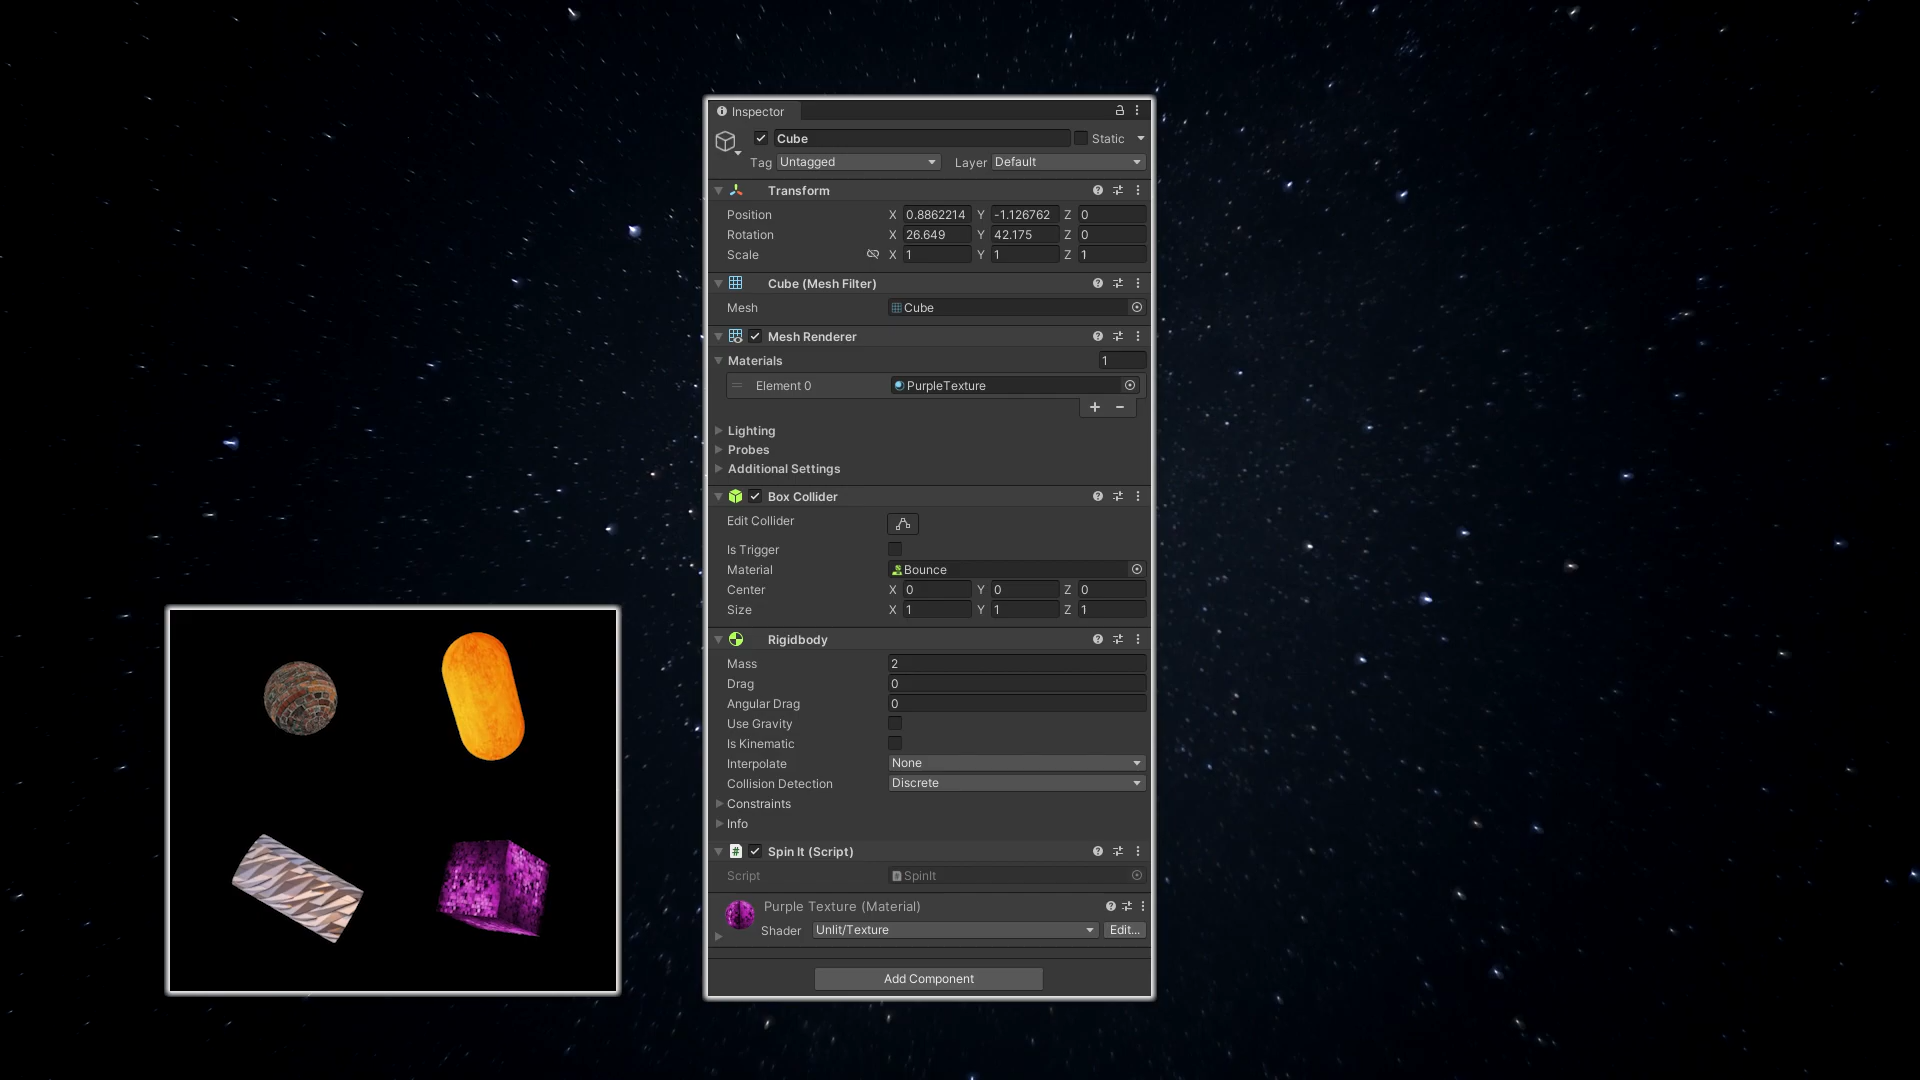 Inspector
Cube Static
Tag Untagged Layer Default
Transform
Position X 0.8862214 Y -1.126762 Z 0
Rotation X 26.649 Y 42.175 Z 0
Scale X 1 Y 1 Z 1
Cube (Mesh Filter)
Mesh Cube
Mesh Renderer
Materials 1
Element 0 PurpleTexture
Lighting
Probes
Additional Settings
Box Collider
Edit Collider
Is Trigger
Material Bounce
Center X 0 Y 0 Z 0
Size X 1 Y 1 Z 1
Rigidbody
Mass 2
Drag 0
Angular Drag 0
Use Gravity
Is Kinematic
Interpolate None
Collision Detection Discrete
Constraints
Info
# Spin It (Script)
Script SpinIt
Purple Texture (Material)
Shader Unlit/Texture Edit...
Add Component